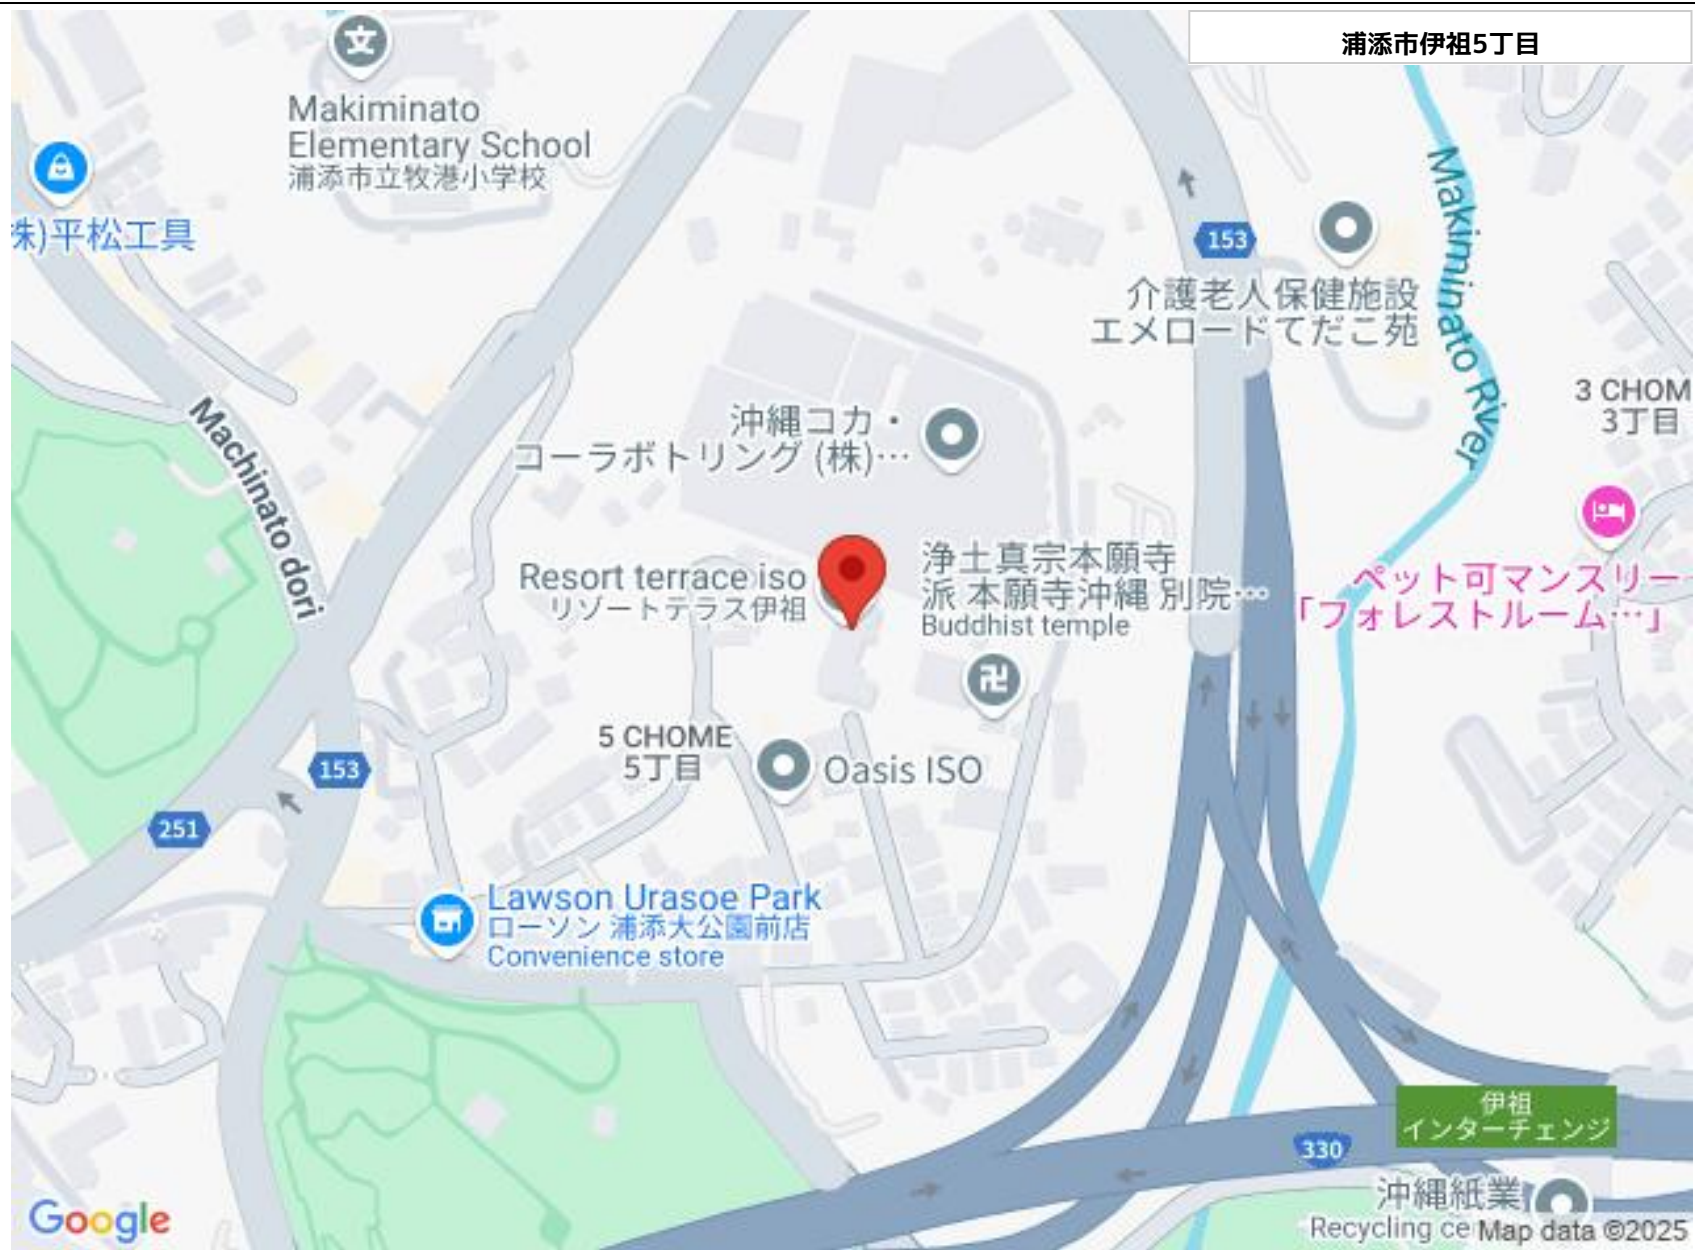 浦添市伊祖5丁目
Makiminato
Elementary School
浦添市立牧港小学校
株)平松工具
153
Makiminato River
介護老人保健施設
エメロードてだこ苑
3 CHOM
3丁目
Machinato dori
沖縄コカ・
コーラボトリング (株)…
Resort terrace iso
リゾートテラス伊祖
浄土真宗本願寺
派 本願寺沖縄 別院…
Buddhist temple
ペット可マンスリー
「フォレストルーム…」
5 CHOME
5丁目
Oasis ISO
153
251
Lawson Urasoe Park
ローソン 浦添大公園前店
Convenience store
伊祖
インターチェンジ
330
沖縄紙業
Recycling ce
Google
Map data ©2025